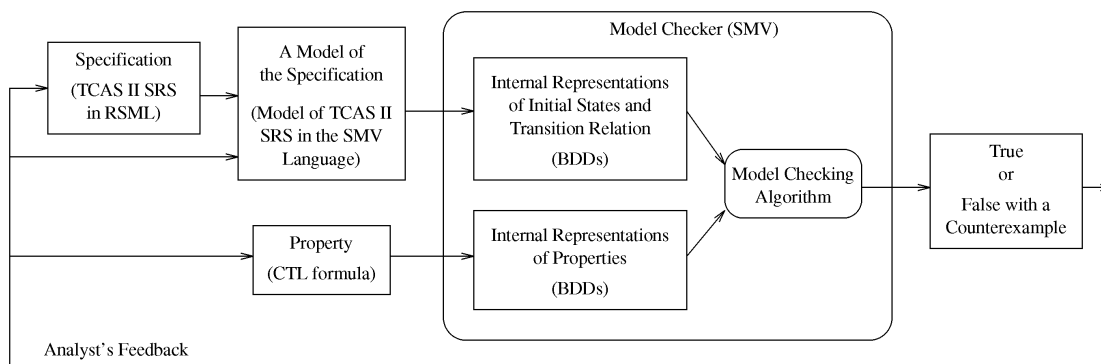 Model Checker (SMV)
Specification
(TCAS II SRS
in RSML)
A Model of
the Specification
(Model of TCAS II
SRS in the SMV
Language)
Internal Representations
of Initial States and
Transition Relation
(BDDs)
Model Checking
Algorithm
True
or
False with a
Counterexample
Property
(CTL formula)
Internal Representations
of Properties
(BDDs)
Analyst's Feedback